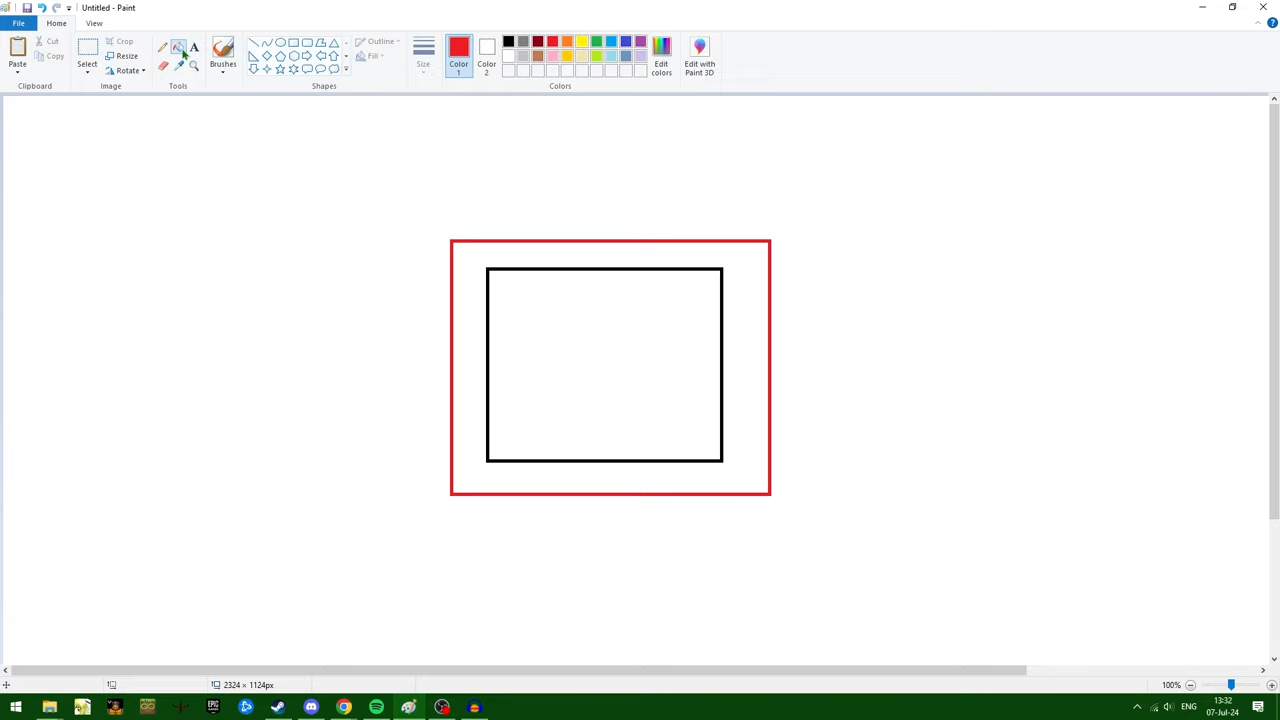 Untitled - Paint
File
Home
View
Paste
Cut
Copy
Clipboard
Select
Crop
Resize
Rotate
Image
A
Tools
Brushes
Shapes
Outline
Fill
Size
Color 1
Color 2
Edit colors
Colors
Edit with Paint 3D
2324 × 1124px
100%
EPIC GAMES
ENG
13:32
07-Jul-24